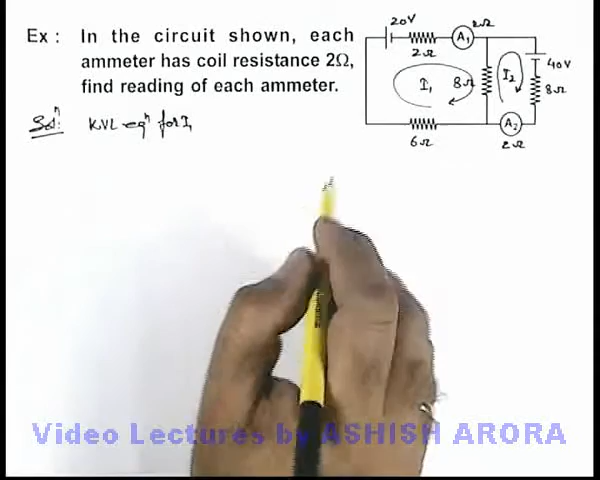 Ex : In the circuit shown, each
ammeter has coil resistance 2Ω,
find reading of each ammeter.
Solⁿ: KVL eqⁿ for I₁
20V
2Ω
2Ω
A₁
I₁
8Ω
I₂
40V
8Ω
6Ω
A₂
2Ω
Video Lectures by ASHISH ARORA